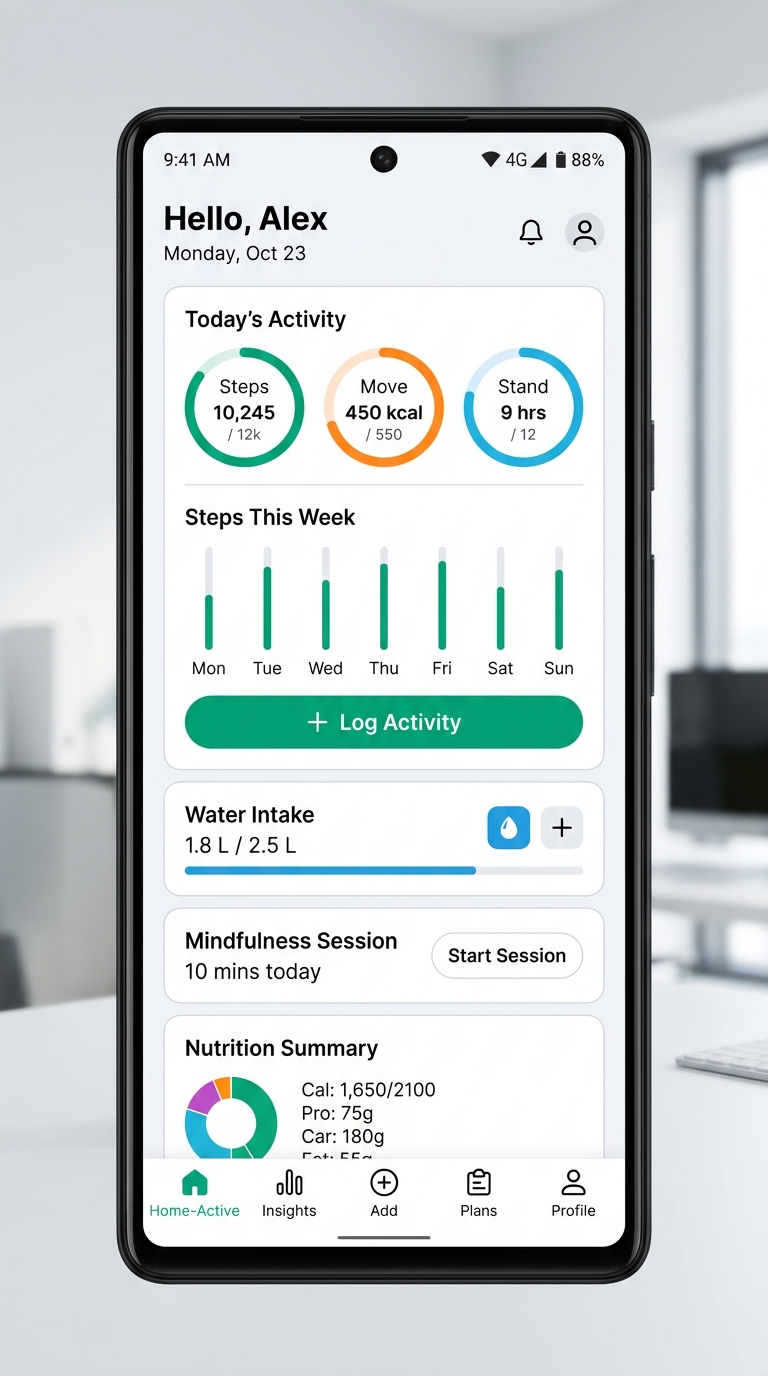 9:41 AM 4G 88%
Hello, Alex
Monday, Oct 23
Today's Activity
Steps
10,245
/ 12k
Move
450 kcal
/ 550
Stand
9 hrs
/ 12
Steps This Week
Mon Tue Wed Thu Fri Sat Sun
+ Log Activity
Water Intake
1.8 L / 2.5 L
Mindfulness Session
10 mins today
Start Session
Nutrition Summary
Cal: 1,650/2100
Pro: 75g
Car: 180g
Fat: 55g
Home-Active Insights Add Plans Profile